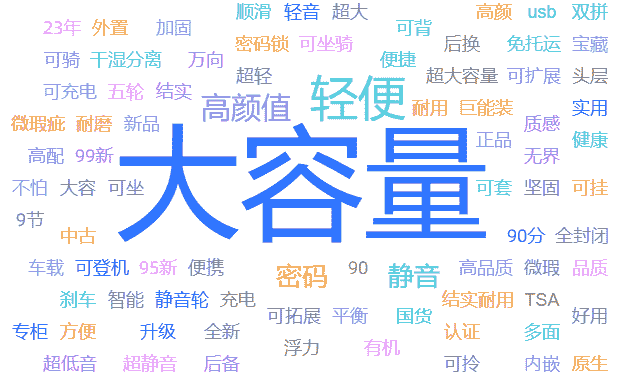 顺滑 轻音 超大 高颜 usb 双拼
23年 外置 加固 可背
密码锁 可坐骑 后换 免托运 宝藏
可骑 干湿分离 万向 便捷
超轻 超大容量 可扩展 头层
可充电 五轮 结实 高颜值 轻便 耐用 巨能装 实用
微瑕疵 耐磨 新品 质感
正品 健康
高配 99新 无界
大容量
不怕 大容 可坐 可套 坚固 可挂
9节
中古 90分 全封闭
车载 可登机 95新 便携 密码 90 静音 高品质 微瑕 品质
刹车 智能 静音轮 充电 结实耐用 TSA
可拓展 平衡 国货 好用
专柜 方便 升级 全新 认证 多面
浮力 有机
超低音 超静音 后备 可拎 内嵌 原生